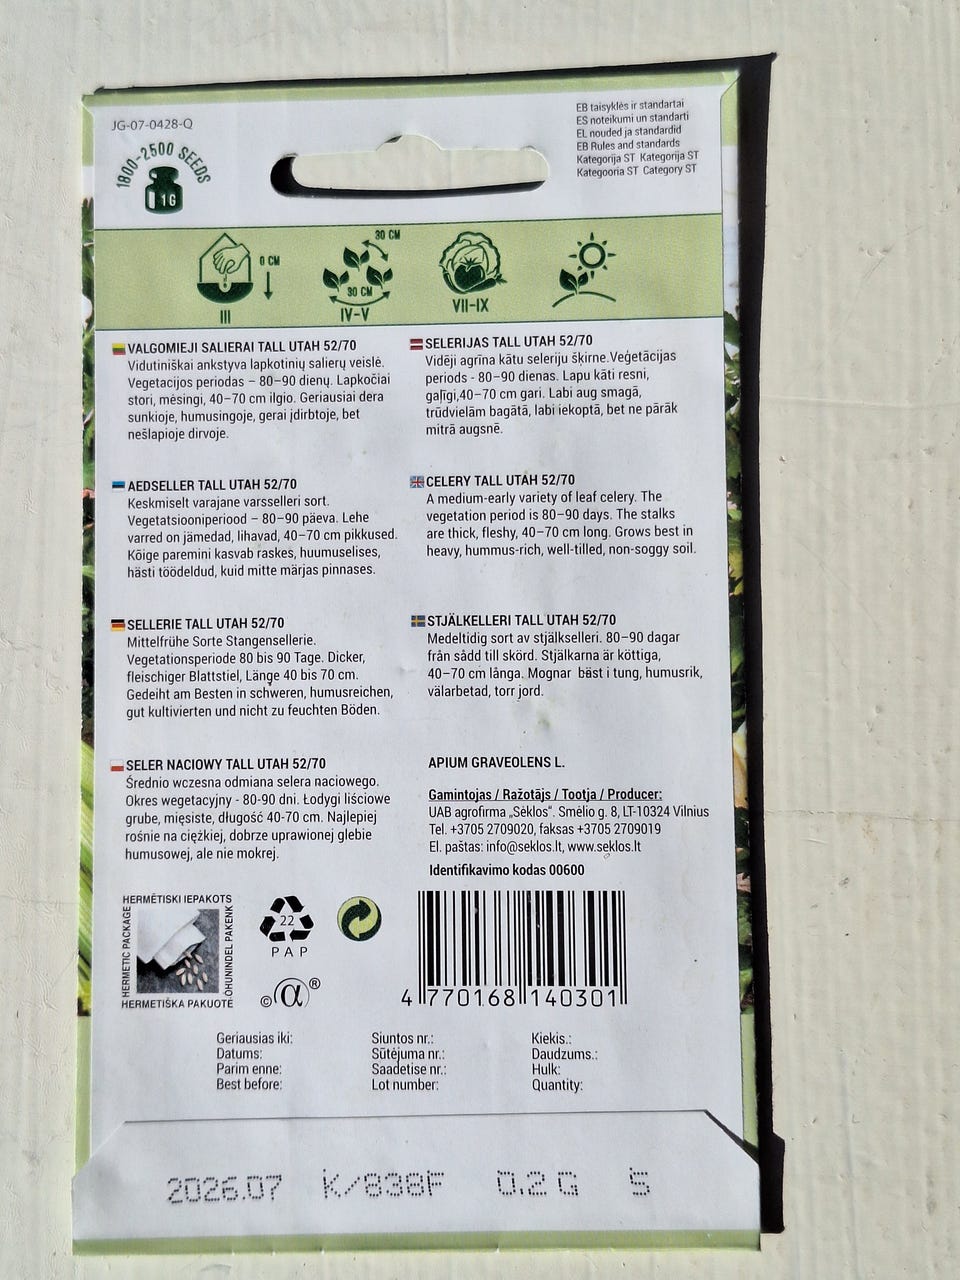 JG-07-0428-Q
1800-2500 SEEDS
1G
EB taisyklės ir standartai
ES noteikumi un standarti
EL nouded ja standardid
EB Rules and standards
Kategorija ST Kategorija ST
Kategooria ST Category ST
0 CM
III
30 CM
30 CM
IV-V
VII-IX
VALGOMIEJI SALIERAI TALL UTAH 52/70
Vidutiniškai ankstyva lapkotinių salierų veislė.
Vegetacijos periodas – 80–90 dienų. Lapkočiai
stori, mėsingi, 40–70 cm ilgio. Geriausiai dera
sunkioje, humusingoje, gerai įdirbtoje, bet
nešlapioje dirvoje.
SELERIJAS TALL UTAH 52/70
Vidēji agrīna kātu seleriju šķirne.Veģetācijas
periods - 80–90 dienas. Lapu kāti resni,
gaļīgi,40–70 cm gari. Labi aug smagā,
trūdvielām bagātā, labi iekoptā, bet ne pārāk
mitrā augsnē.
AEDSELLER TALL UTAH 52/70
Keskmiselt varajane varsselleri sort.
Vegetatsiooniperiood – 80–90 päeva. Lehe
varred on jämedad, lihavad, 40–70 cm pikkused.
Kõige paremini kasvab raskes, huumuselises,
hästi töödeldud, kuid mitte märjas pinnases.
CELERY TALL UTAH 52/70
A medium-early variety of leaf celery. The
vegetation period is 80–90 days. The stalks
are thick, fleshy, 40–70 cm long. Grows best in
heavy, hummus-rich, well-tilled, non-soggy soil.
SELLERIE TALL UTAH 52/70
Mittelfrühe Sorte Stangensellerie.
Vegetationsperiode 80 bis 90 Tage. Dicker,
fleischiger Blattstiel, Länge 40 bis 70 cm.
Gedeiht am Besten in schweren, humusreichen,
gut kultivierten und nicht zu feuchten Böden.
STJÄLKELLERI TALL UTAH 52/70
Medeltidig sort av stjälkselleri. 80–90 dagar
från sådd till skörd. Stjälkarna är köttiga,
40–70 cm långa. Mognar bäst i tung, humusrik,
välarbetad, torr jord.
SELER NACIOWY TALL UTAH 52/70
Średnio wczesna odmiana selera naciowego.
Okres wegetacyjny - 80-90 dni. Łodygi liściowe
grube, mięsiste, długość 40-70 cm. Najlepiej
rośnie na ciężkiej, dobrze uprawionej glebie
humusowej, ale nie mokrej.
APIUM GRAVEOLENS L.
Gamintojas / Ražotājs / Tootja / Producer:
UAB agrofirma „Sėklos". Smėlio g. 8, LT-10324 Vilnius
Tel. +3705 2709020, faksas +3705 2709019
El. paštas: info@seklos.lt, www.seklos.lt
Identifikavimo kodas 00600
HERMĒTISKI IEPAKOTS
HERMETIC PACKAGE
ÕHUNINDEL PAKENK
HERMETIŠKA PAKUOTĖ
22
PAP
©α®
4 770168 140301
Geriausias iki:
Datums:
Parim enne:
Best before:
Siuntos nr.:
Sūtējuma nr.:
Saadetise nr.:
Lot number:
Kiekis.:
Daudzums.:
Hulk:
Quantity:
2026.07 K/838F 0.2 G S